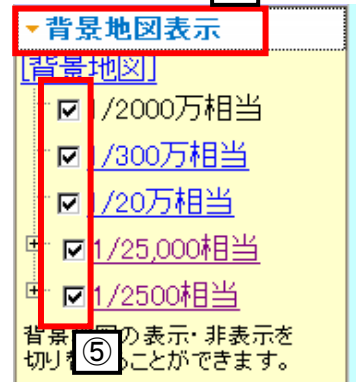 背景地図表示
[背景地図]
1/2000万相当
1/300万相当
1/20万相当
1/25,000相当
1/2500相当
背景 の表示・非表示を
切り ことができます。
⑤